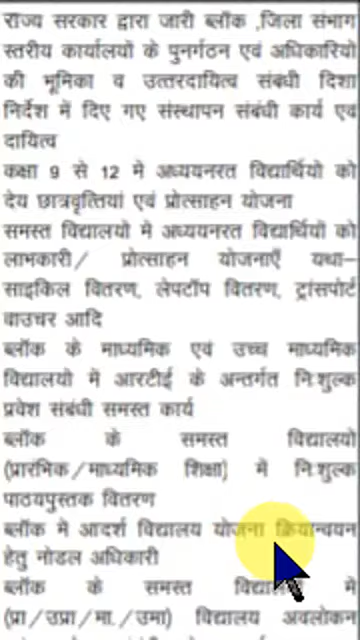 राज्य सरकार द्वारा जारी ब्लॉक ,जिला संभाग
स्तरीय कार्यालयों के पुनर्गठन एवं अधिकारियों
की भूमिका व उत्तरदायित्व संबंधी दिशा
निर्देश में दिए गए संस्थापन संबंधी कार्य एवं
दायित्व
कक्षा 9 से 12 में अध्ययनरत विद्यार्थियों को
देय छात्रवृत्तियां एवं प्रोत्साहन योजना
समस्त विद्यालयों में अध्ययनरत विद्यार्थियों को
लाभकारी/ प्रोत्साहन योजनाएँ यथा–
साइकिल वितरण, लेपटॉप वितरण, ट्रांसपोर्ट
वाउचर आदि
ब्लॉक के माध्यमिक एवं उच्च माध्यमिक
विद्यालयों में आरटीई के अन्तर्गत निःशुल्क
प्रवेश संबंधी समस्त कार्य
ब्लॉक के समस्त विद्यालयों
(प्रारंभिक/माध्यमिक शिक्षा) में निःशुल्क
पाठयपुस्तक वितरण
ब्लॉक में आदर्श विद्यालय योजना क्रियान्वयन
हेतु नोडल अधिकारी
ब्लॉक के समस्त विद्यालयों में
(प्रा/उप्रा/मा./उमा) विद्यालय अवलोकन